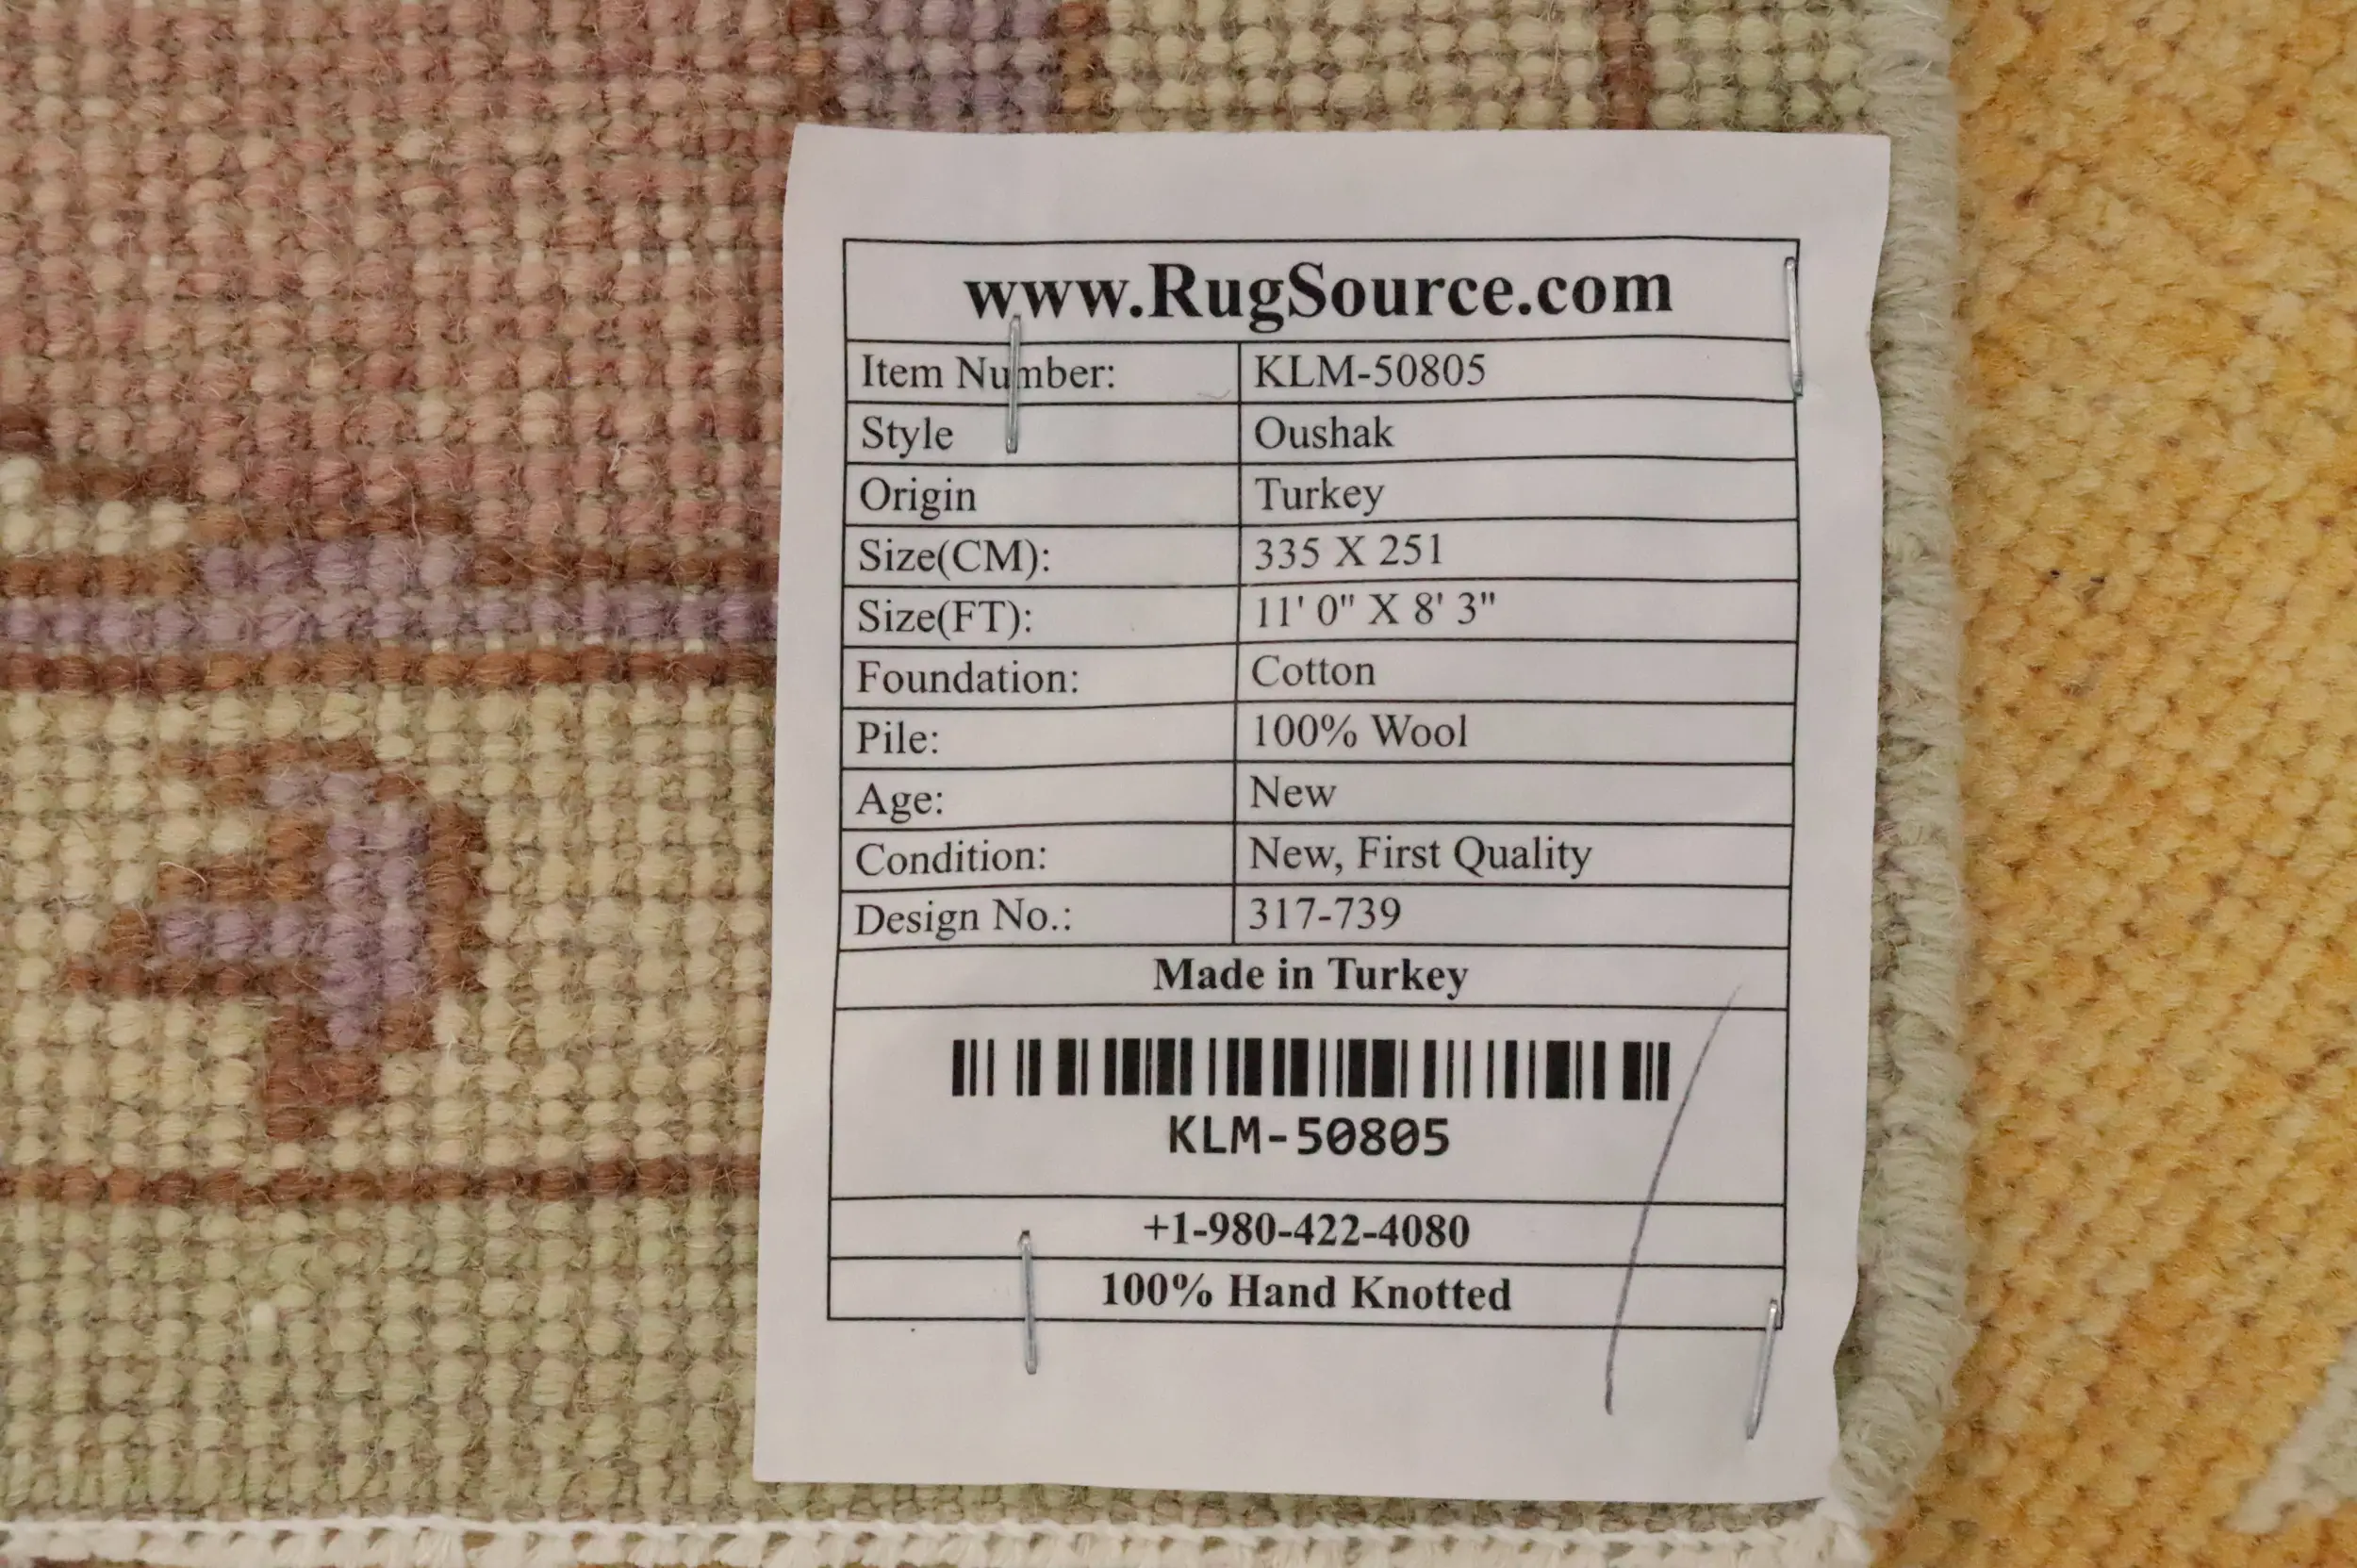 www.RugSource.com
Item Number: KLM-50805
Style Oushak
Origin Turkey
Size(CM): 335 X 251
Size(FT): 11' 0" X 8' 3"
Foundation: Cotton
Pile: 100% Wool
Age: New
Condition: New, First Quality
Design No.: 317-739
Made in Turkey
KLM-50805
+1-980-422-4080
100% Hand Knotted